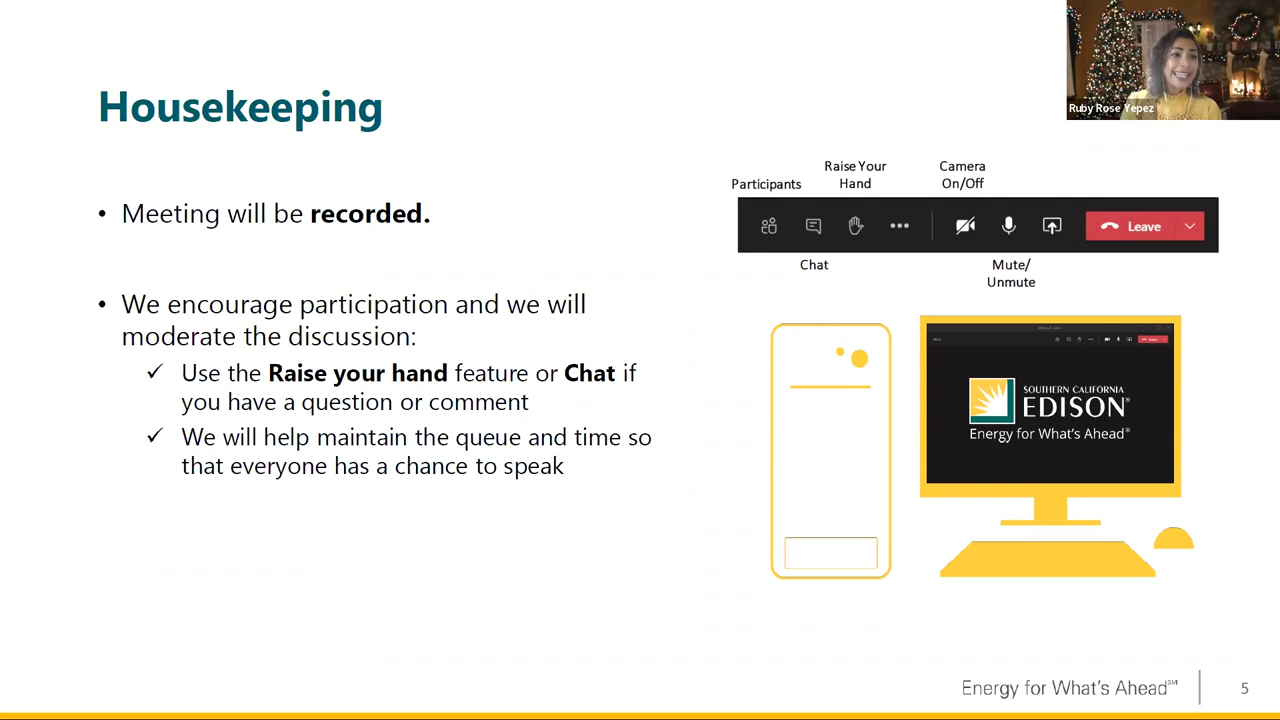 Housekeeping
Ruby Rose Yepez
• Meeting will be recorded.
• We encourage participation and we will
moderate the discussion:
✓ Use the Raise your hand feature or Chat if
you have a question or comment
✓ We will help maintain the queue and time so
that everyone has a chance to speak
Participants
Raise Your
Hand
Camera
On/Off
Leave
Chat
Mute/
Unmute
Leave
SOUTHERN CALIFORNIA
EDISON®
Energy for What's Ahead®
Energy for What's Ahead℠
5